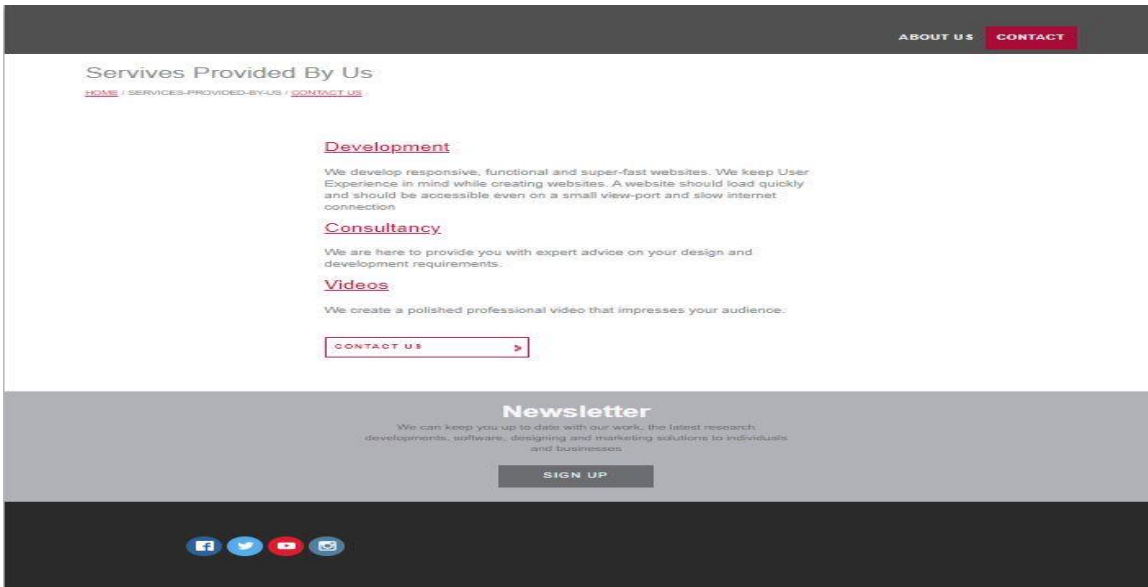 ABOUT US CONTACT
Servives Provided By Us
HOME / SERVICES-PROVIDED-BY-US / CONTACT US
Development
We develop responsive, functional and super-fast websites. We keep User
Experience in mind while creating websites. A website should load quickly
and should be accessible even on a small view-port and slow internet
connection
Consultancy
We are here to provide you with expert advice on your design and
development requirements.
Videos
We create a polished professional video that impresses your audience.
CONTACT US >
Newsletter
We can keep you up to date with our work, the latest research
developments, software, designing and marketing solutions to individuals
and businesses
SIGN UP